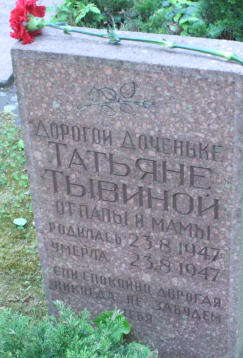 ДОРОГОЙ ДОЧЕНЬКЕ
ТАТЬЯНЕ
ТЫВИНОЙ
ОТ ПАПЫ И МАМЫ
РОДИЛАСЬ 23.8.1947
УМЕРЛА 23.8.1947
СПИ СПОКОЙНО ДОРОГАЯ
НИКОГДА НЕ ЗАБУДЕМ
ТЕБЯ